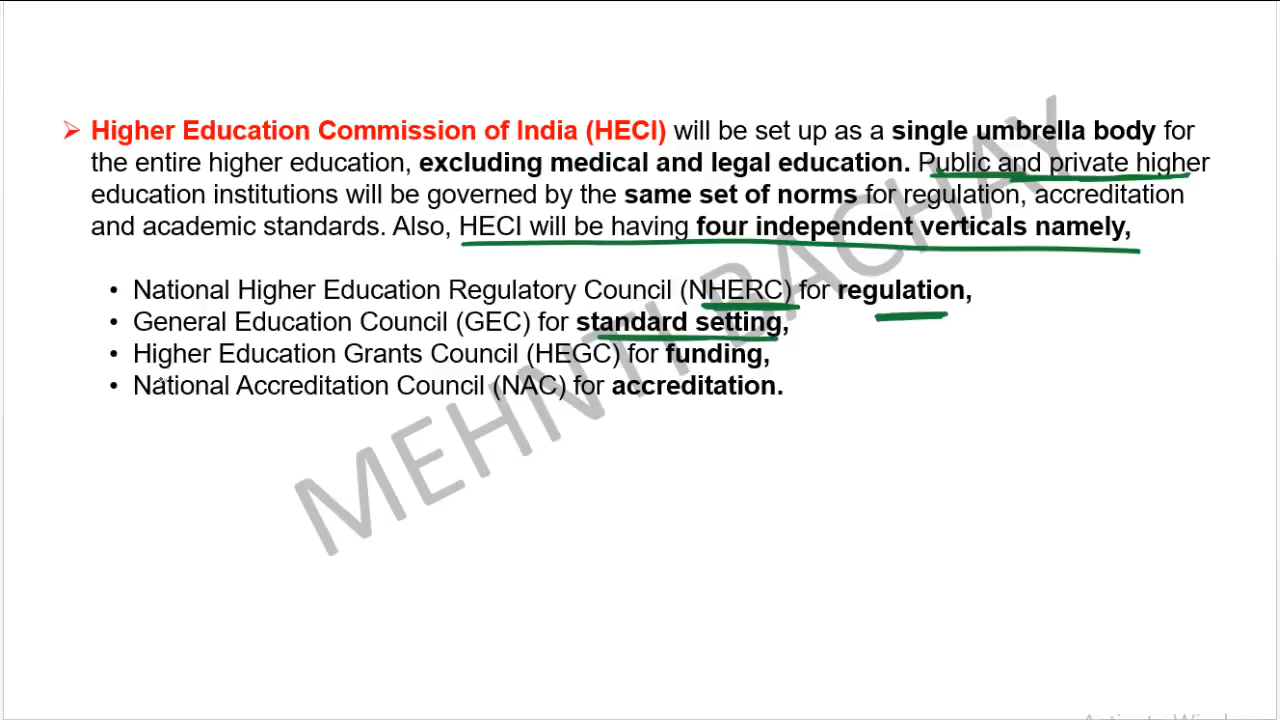 ➢ Higher Education Commission of India (HECI) will be set up as a single umbrella body for
the entire higher education, excluding medical and legal education. Public and private higher
education institutions will be governed by the same set of norms for regulation, accreditation
and academic standards. Also, HECI will be having four independent verticals namely,
• National Higher Education Regulatory Council (NHERC) for regulation,
• General Education Council (GEC) for standard setting,
• Higher Education Grants Council (HEGC) for funding,
• National Accreditation Council (NAC) for accreditation.
MEHNTI BACHAY